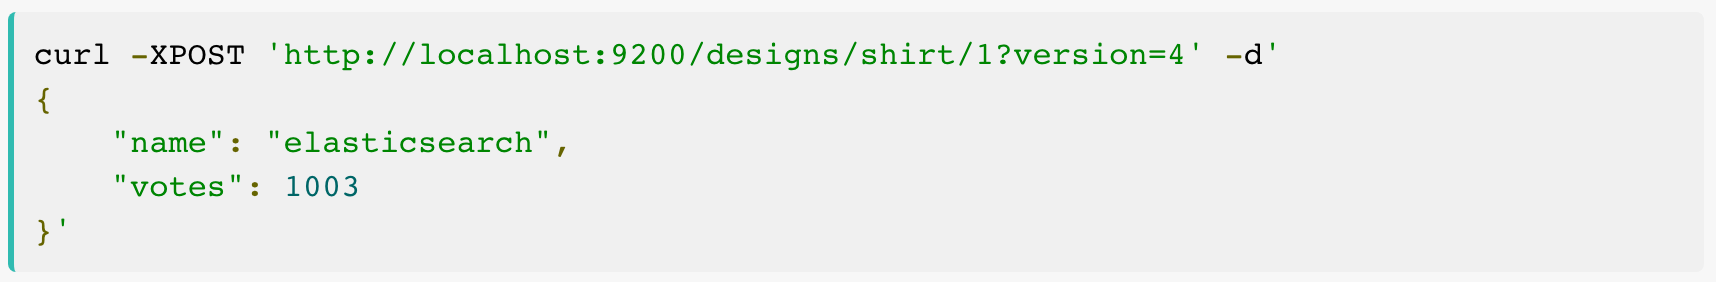 curl -XPOST 'http://localhost:9200/designs/shirt/1?version=4' -d'
{
    "name": "elasticsearch",
    "votes": 1003
}'